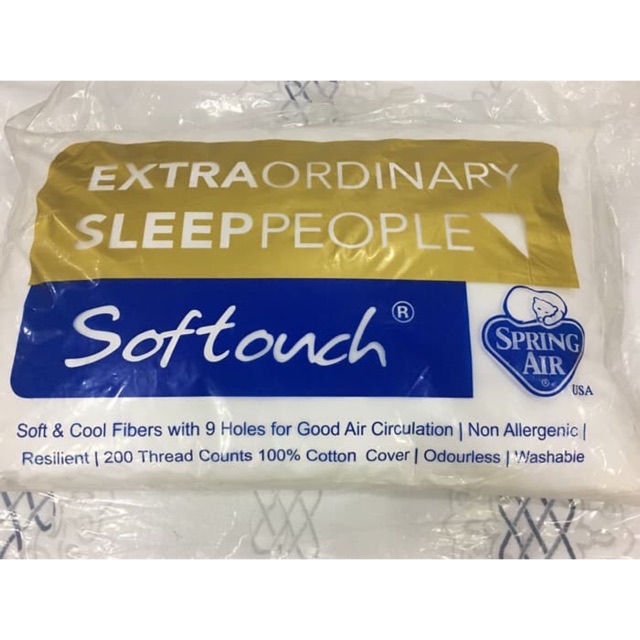 EXTRAORDINARY
SLEEPPEOPLE
Softouch ®
SPRING
AIR
®
USA
Soft & Cool Fibers with 9 Holes for Good Air Circulation | Non Allergenic |
Resilient | 200 Thread Counts 100% Cotton Cover | Odourless | Washable